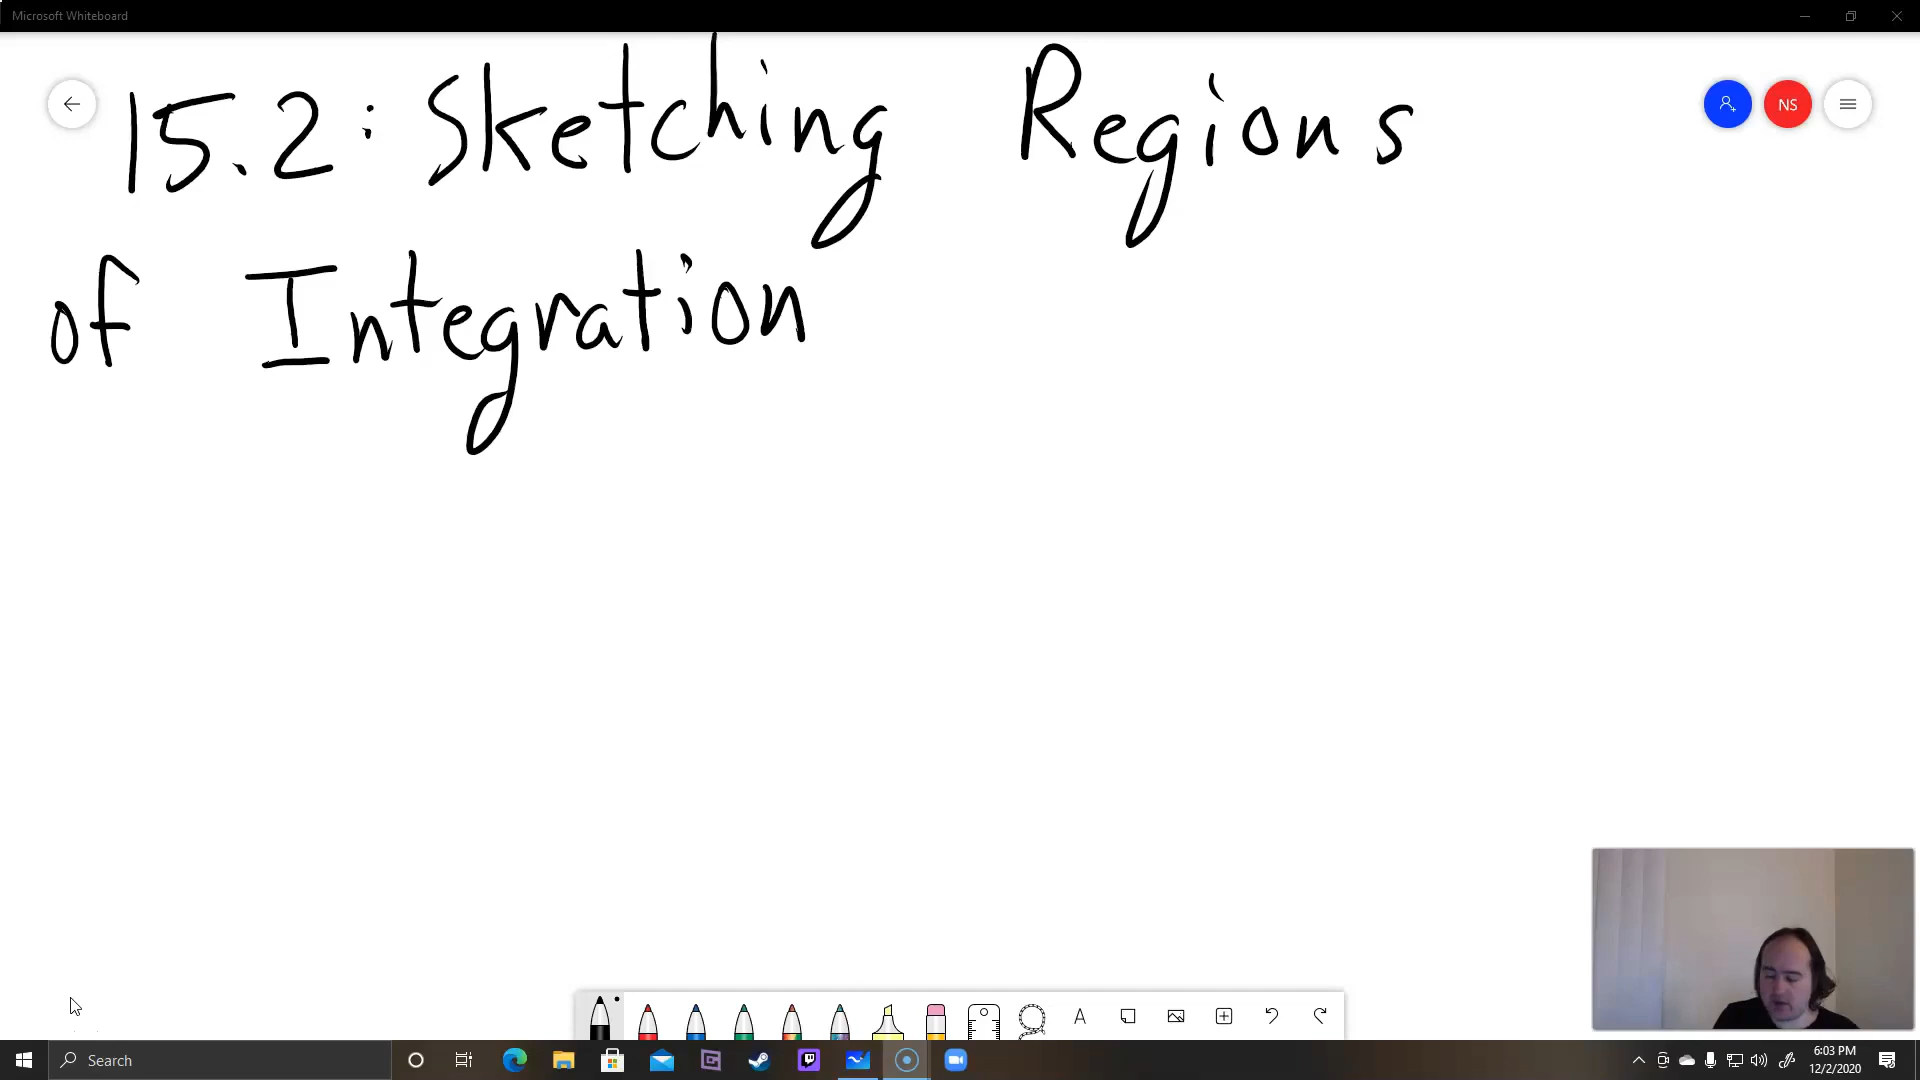 Microsoft Whiteboard
15.2: Sketching Regions
of Integration
NS
A
Search
6:03 PM
12/2/2020